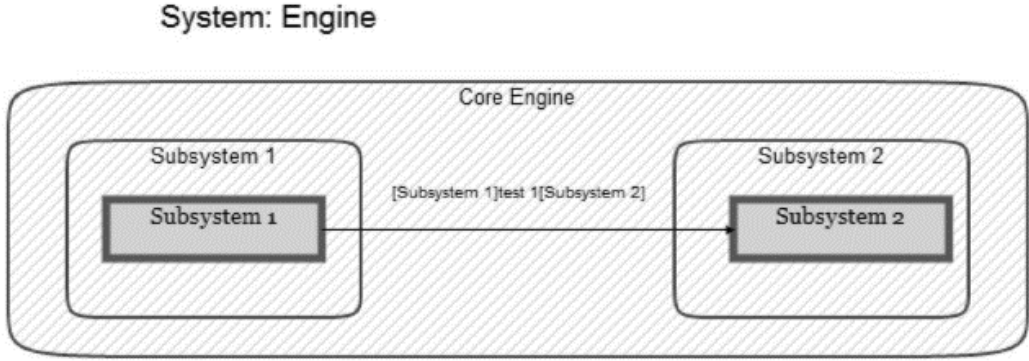 System: Engine
Core Engine
Subsystem 1
Subsystem 2
[Subsystem 1]test 1[Subsystem 2]
Subsystem 1
Subsystem 2